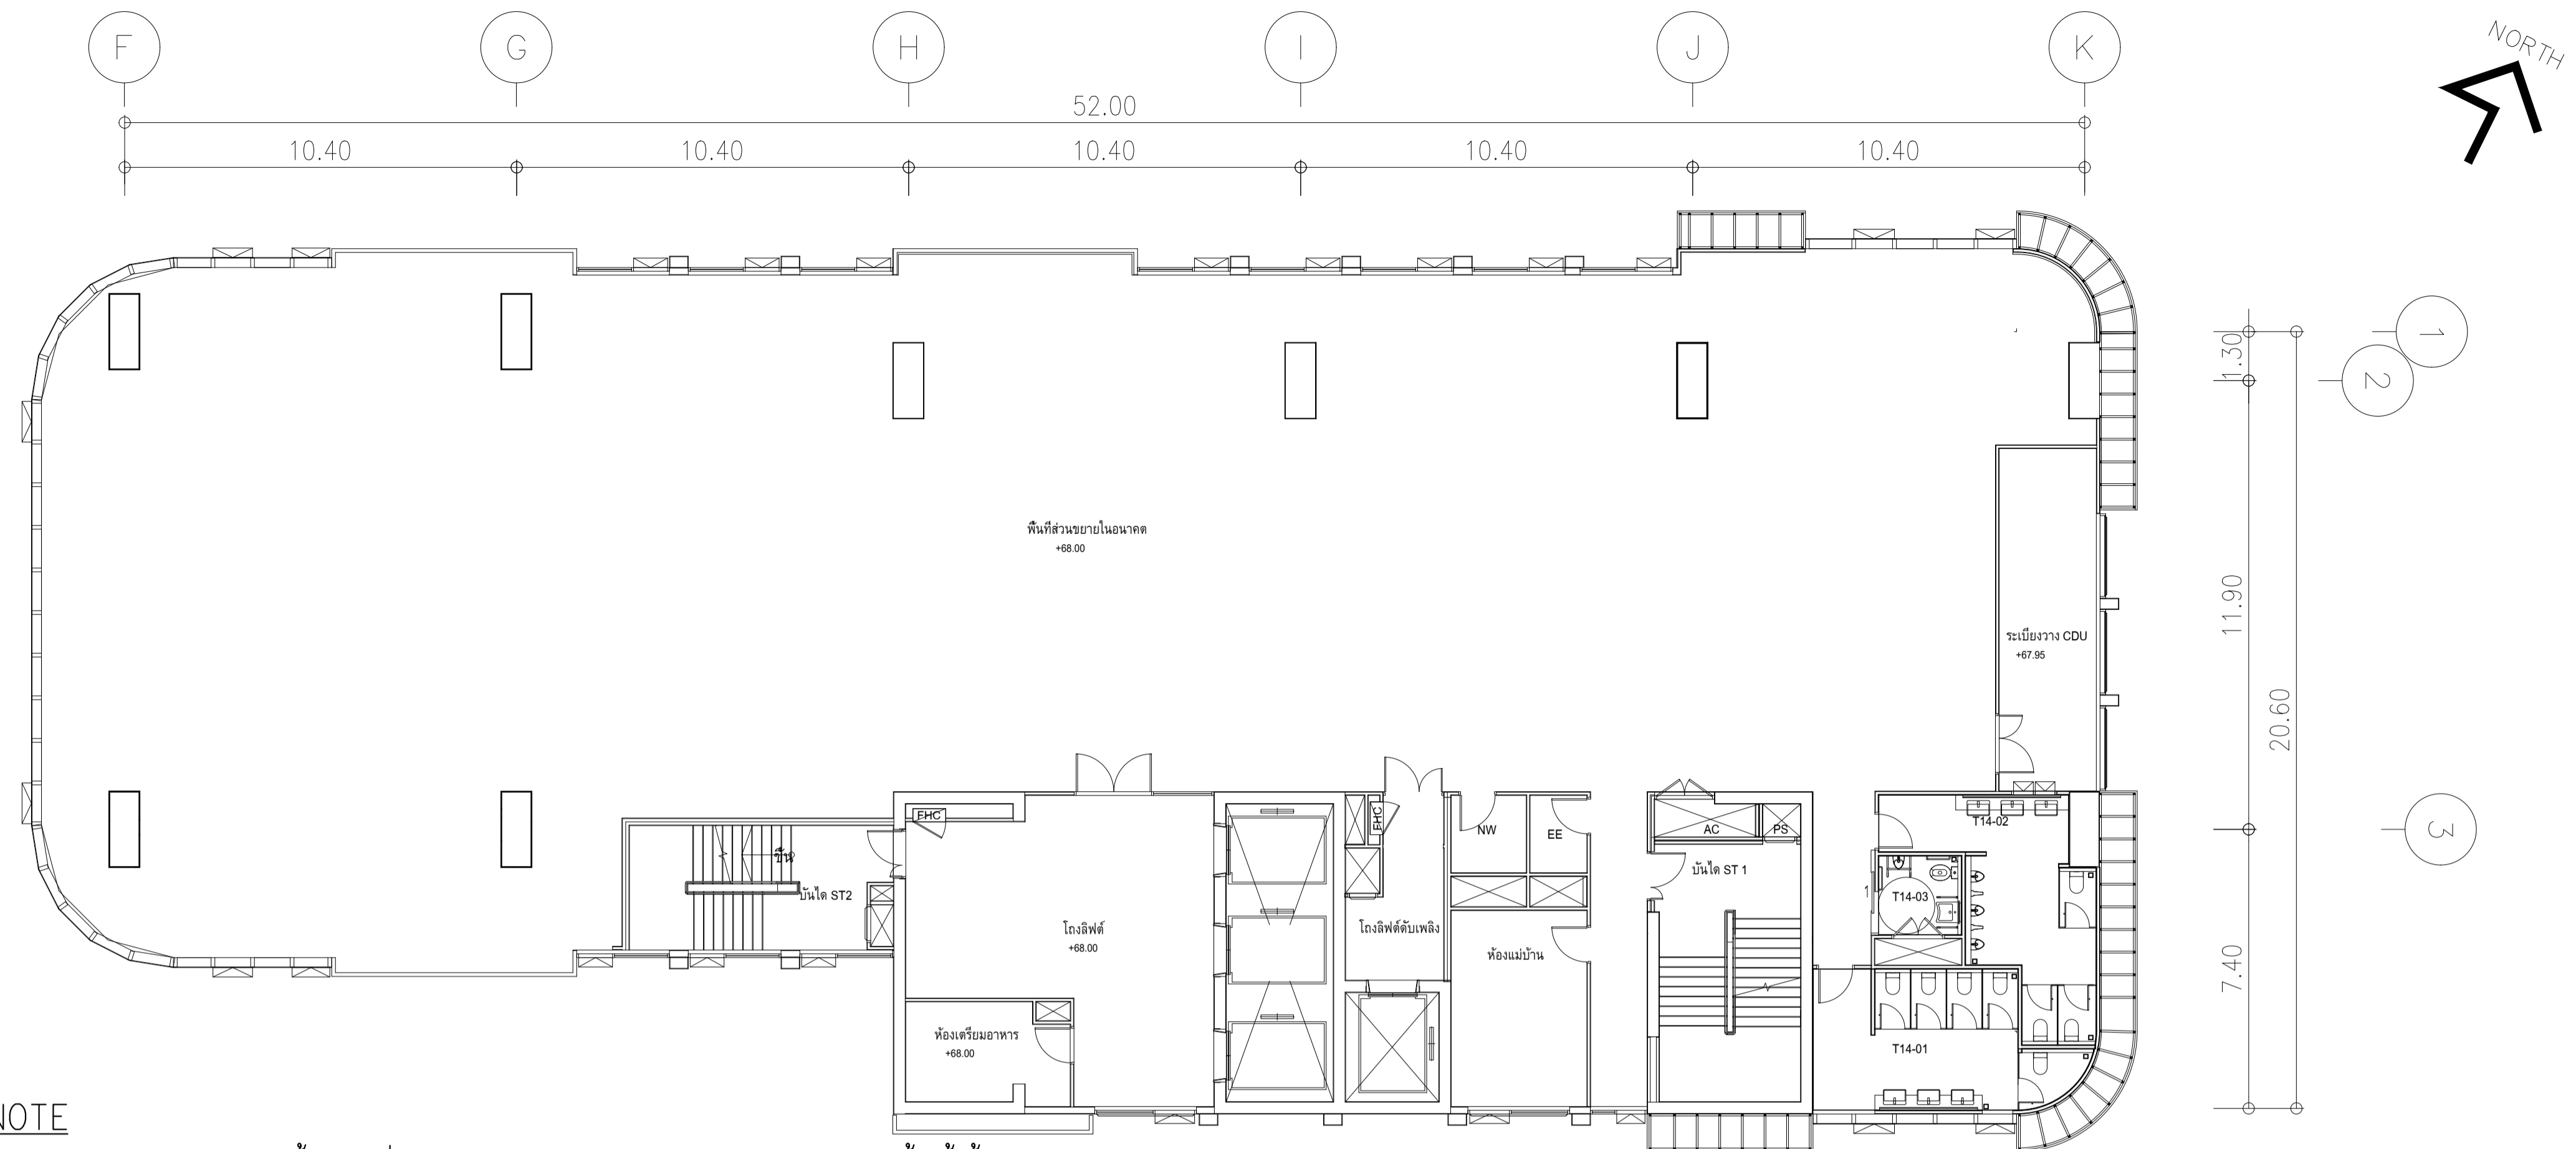 F G H I J K
NORTH
52.00
10.40 10.40 10.40 10.40 10.40
1
1.30
2
พื้นที่ส่วนขยายในอนาคต
+68.00
11.90
ระเบียงวาง CDU
+67.95
20.60
FHC
FHC
NW
EE
AC
PS
T14-02
3
ขึ้น
บันได ST2
บันได ST 1
T14-03
โถงลิฟต์
+68.00
โถงลิฟต์ดับเพลิง
ห้องแม่บ้าน
7.40
ห้องเตรียมอาหาร
+68.00
T14-01
NOTE